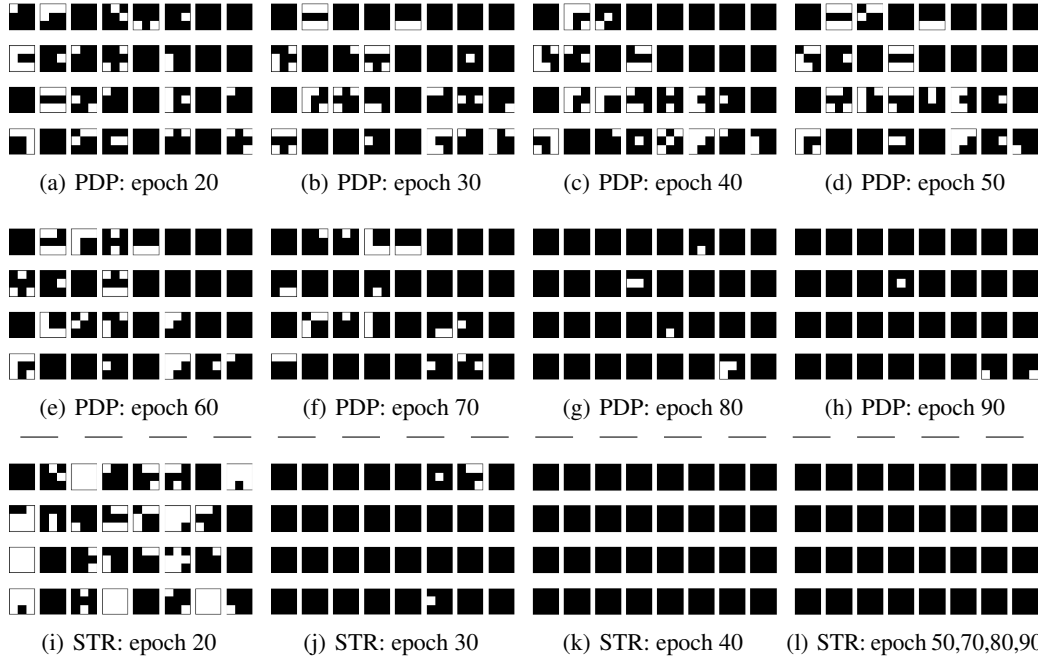 (a) PDP: epoch 20
(b) PDP: epoch 30
(c) PDP: epoch 40
(d) PDP: epoch 50
(e) PDP: epoch 60
(f) PDP: epoch 70
(g) PDP: epoch 80
(h) PDP: epoch 90
(i) STR: epoch 20
(j) STR: epoch 30
(k) STR: epoch 40
(l) STR: epoch 50,70,80,90